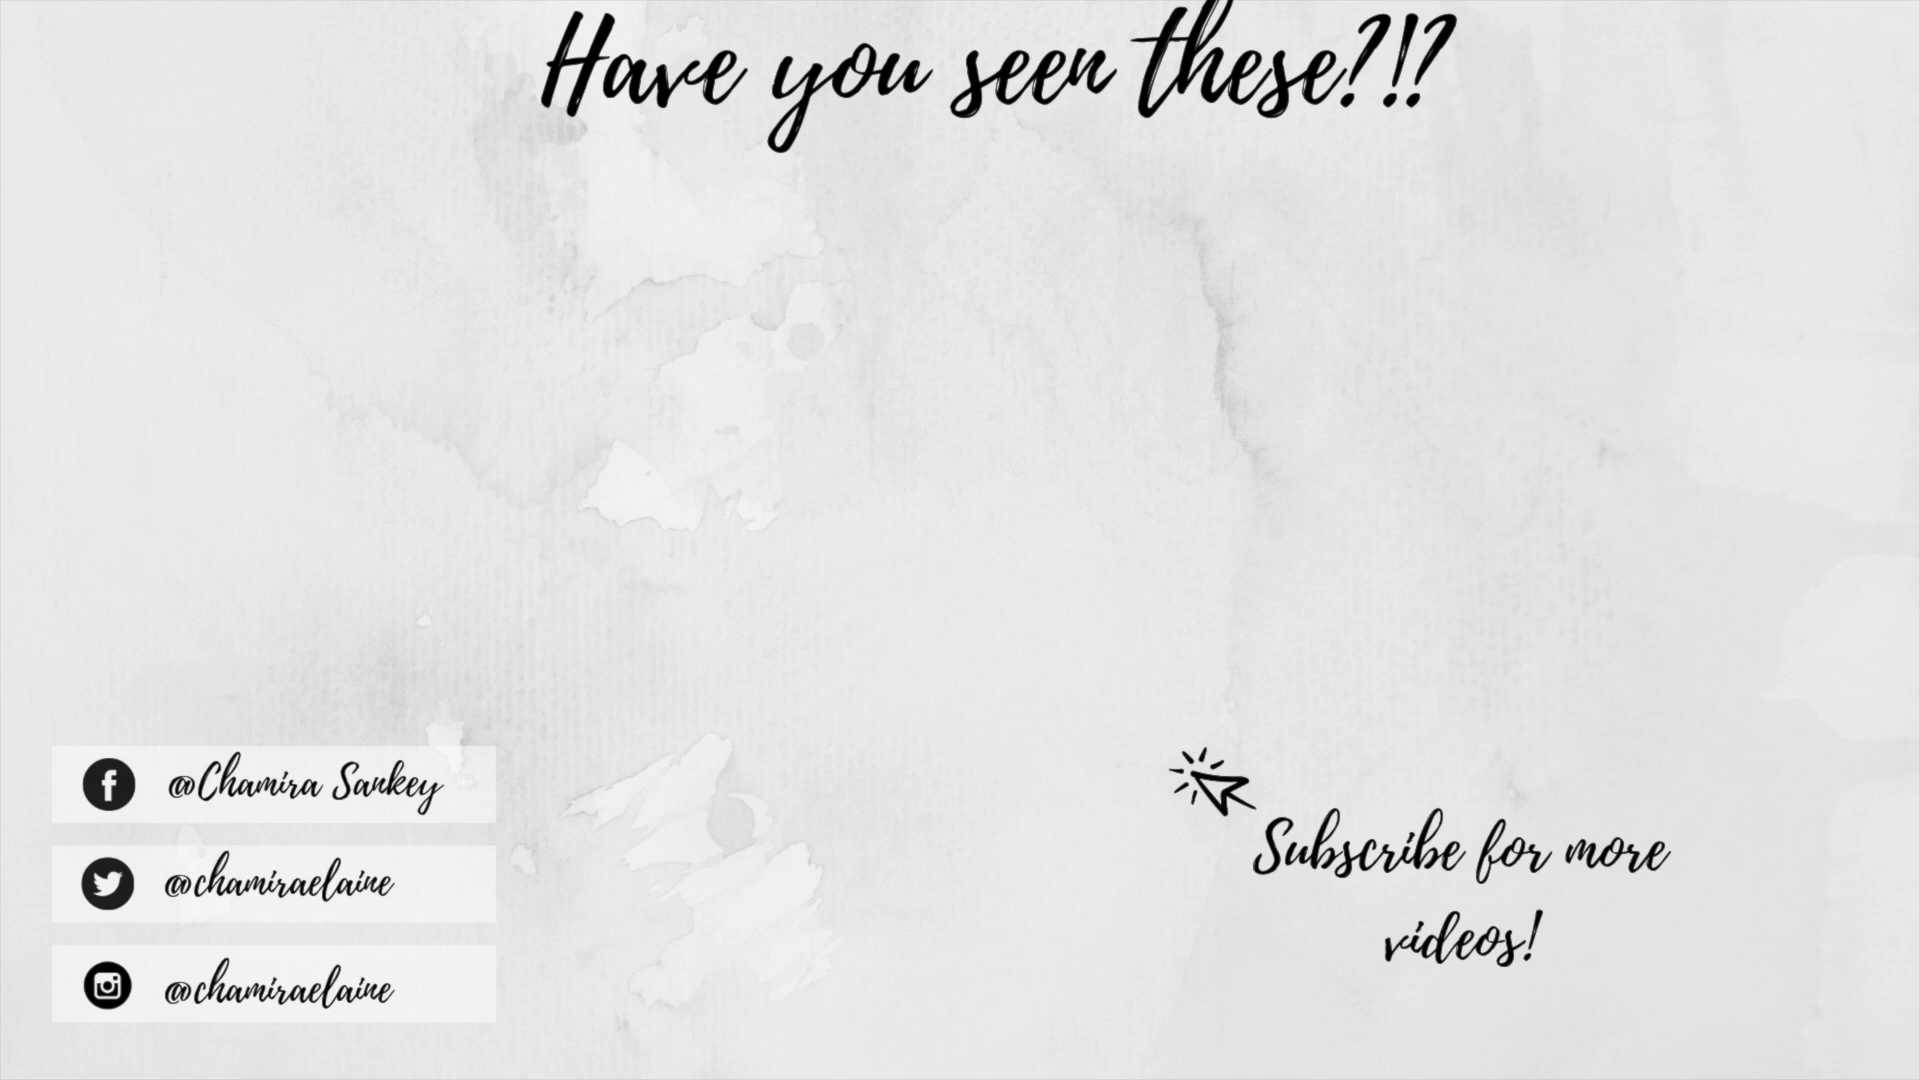 Have you seen these?!?
@Chamira Sankey
@chamiraelaine
@chamiraelaine
Subscribe for more
videos!